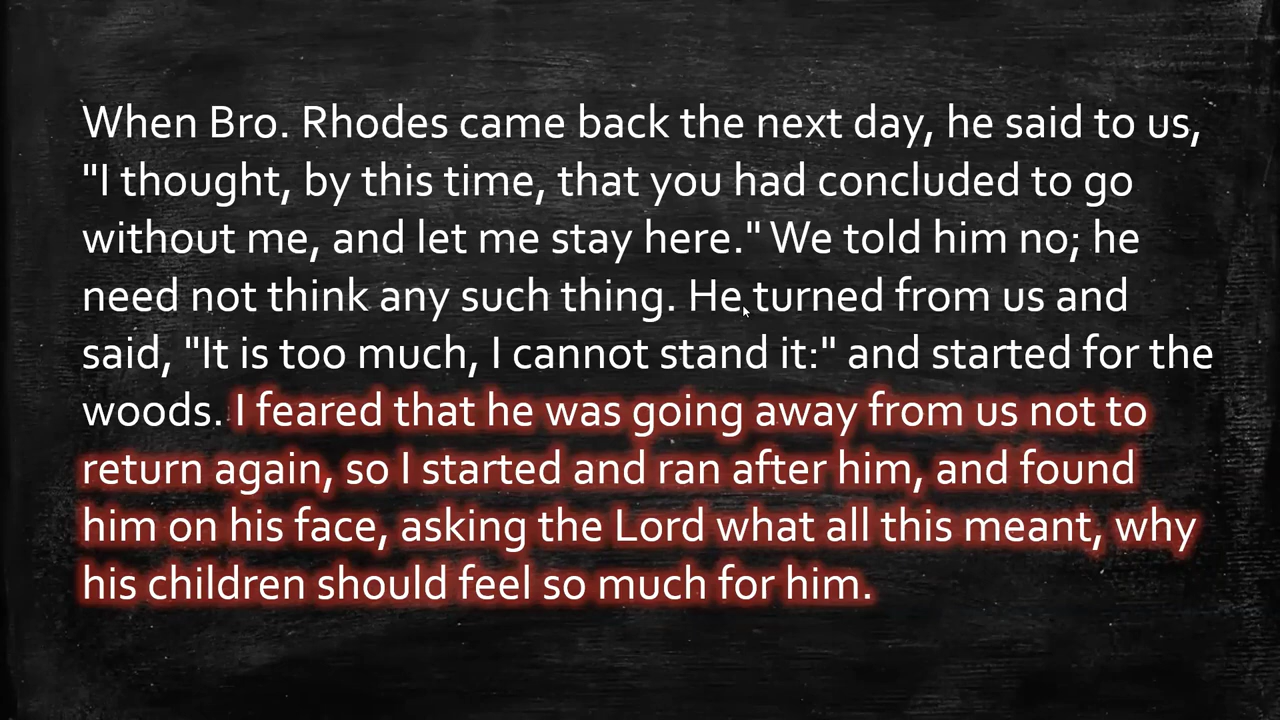 When Bro. Rhodes came back the next day, he said to us,
"I thought, by this time, that you had concluded to go
without me, and let me stay here." We told him no; he
need not think any such thing. He turned from us and
said, "It is too much, I cannot stand it:" and started for the
woods. I feared that he was going away from us not to
return again, so I started and ran after him, and found
him on his face, asking the Lord what all this meant, why
his children should feel so much for him.